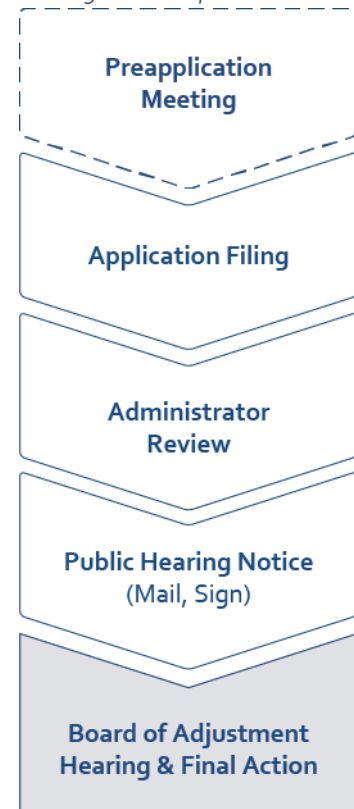 Preapplication
Meeting
Application Filing
Administrator
Review
Public Hearing Notice
(Mail, Sign)
Board of Adjustment
Hearing & Final Action